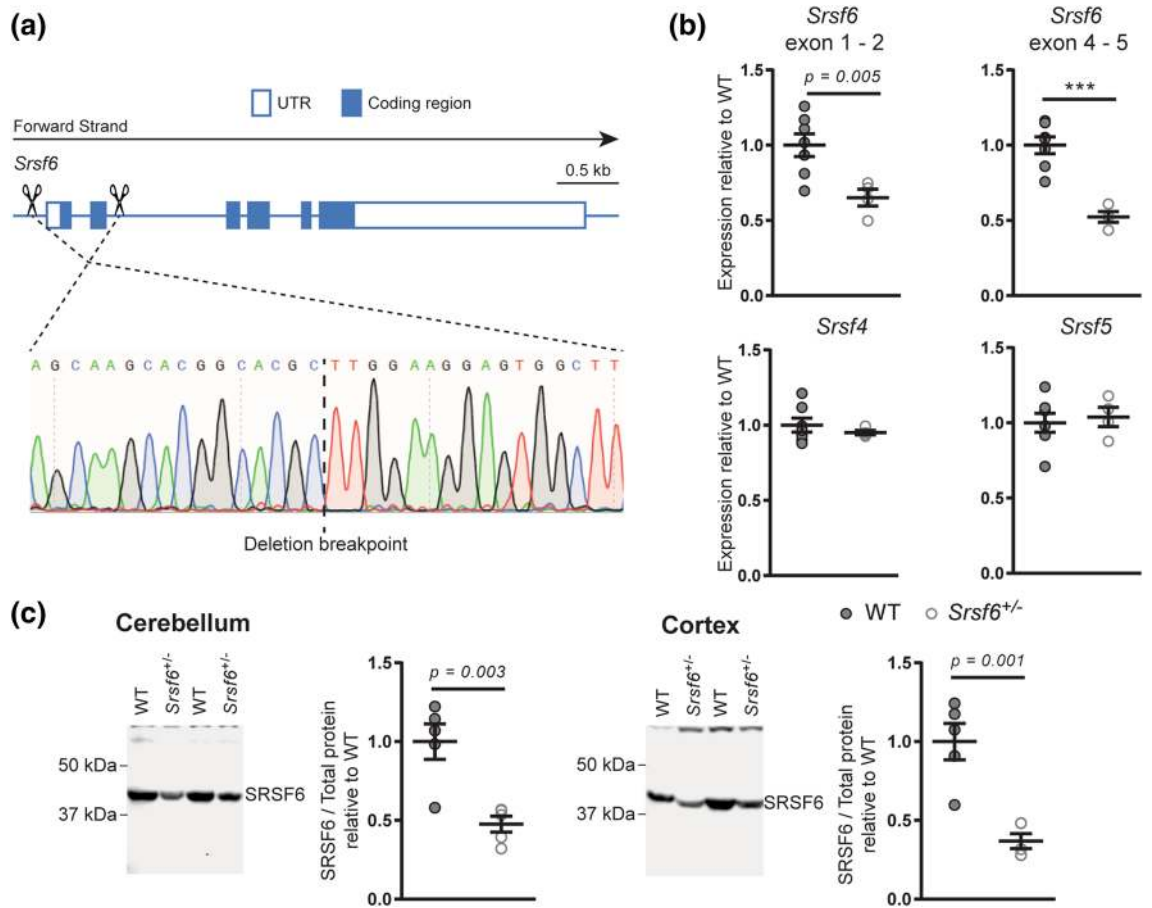 (a)
UTR
Coding region
Forward Strand
Srsf6
0.5 kb
A G C A A G C A C G G C A C G C T T G G A A G G A G T G G C T T
Deletion breakpoint
(b)
Srsf6
exon 1 - 2
Expression relative to WT
1.5
1.0
0.5
0.0
p = 0.005
Srsf6
exon 4 - 5
1.5
1.0
0.5
0.0
***
Srsf4
Expression relative to WT
1.5
1.0
0.5
0.0
Srsf5
1.5
1.0
0.5
0.0
WT
Srsf6+/-
(c)
Cerebellum
WT
Srsf6+/-
WT
Srsf6+/-
50 kDa
37 kDa
SRSF6
SRSF6 / Total protein
relative to WT
1.5
1.0
0.5
0.0
p = 0.003
Cortex
WT
Srsf6+/-
WT
Srsf6+/-
50 kDa
37 kDa
SRSF6
SRSF6 / Total protein
relative to WT
1.5
1.0
0.5
0.0
p = 0.001